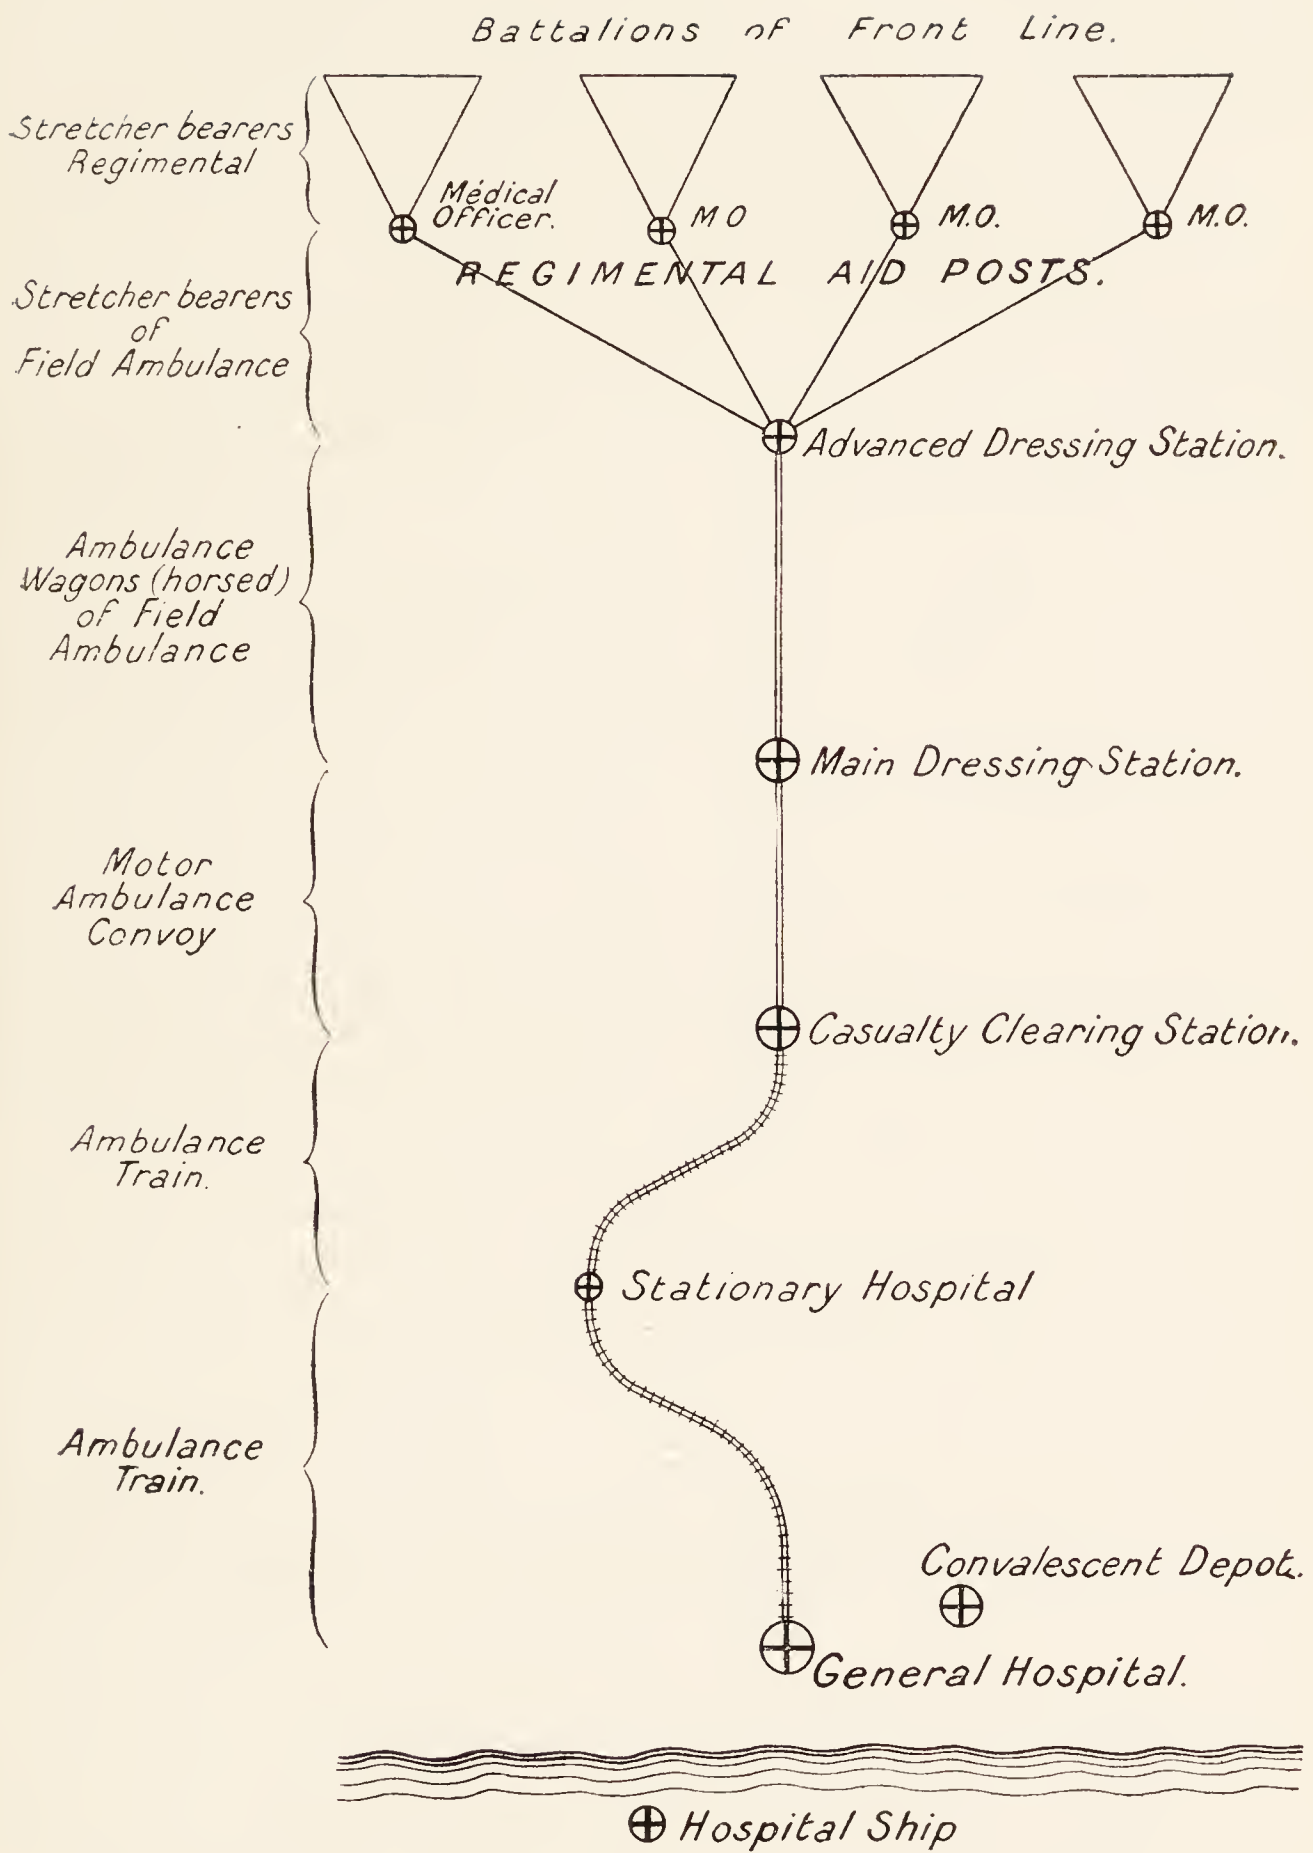 Battalions of Front Line.
Stretcher bearers
Regimental
Medical
Officer.
M O
M.O.
M.O.
REGIMENTAL AID POSTS.
Stretcher bearers
of
Field Ambulance
Advanced Dressing Station.
Ambulance
Wagons (horsed)
of Field
Ambulance
Main Dressing Station.
Motor
Ambulance
Convoy
Casualty Clearing Station.
Ambulance
Train.
Stationary Hospital
Ambulance
Train.
Convalescent Depot.
General Hospital.
Hospital Ship